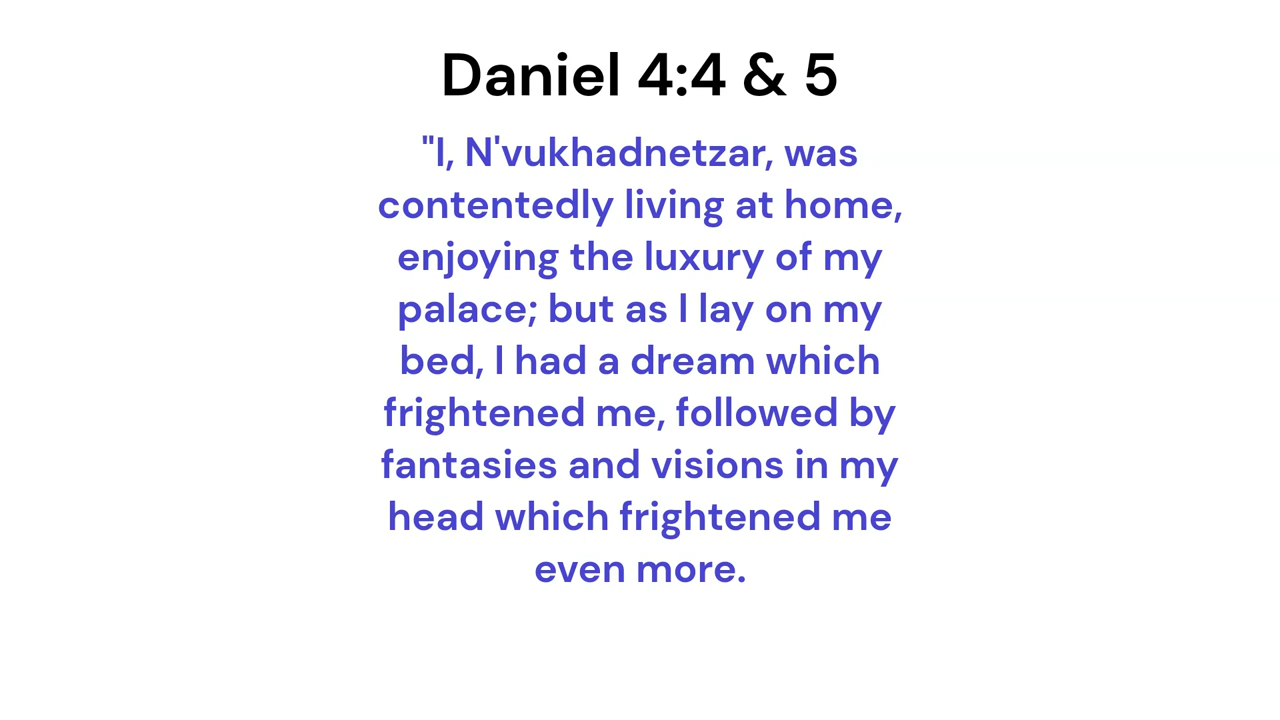 Daniel 4:4 & 5
"I, N'vukhadnetzar, was
contentedly living at home,
enjoying the luxury of my
palace; but as I lay on my
bed, I had a dream which
frightened me, followed by
fantasies and visions in my
head which frightened me
even more.